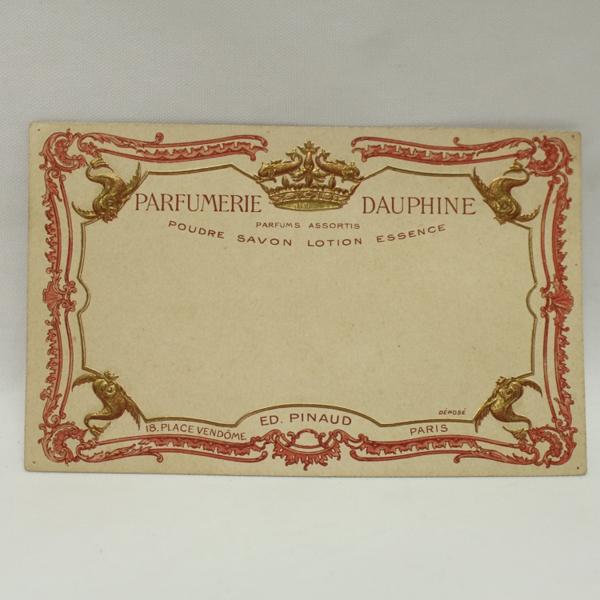 PARFUMERIE DAUPHINE
PARFUMS ASSORTIS
POUDRE SAVON LOTION ESSENCE
DÉPOSÉ
18. PLACE VENDÔME ED. PINAUD PARIS